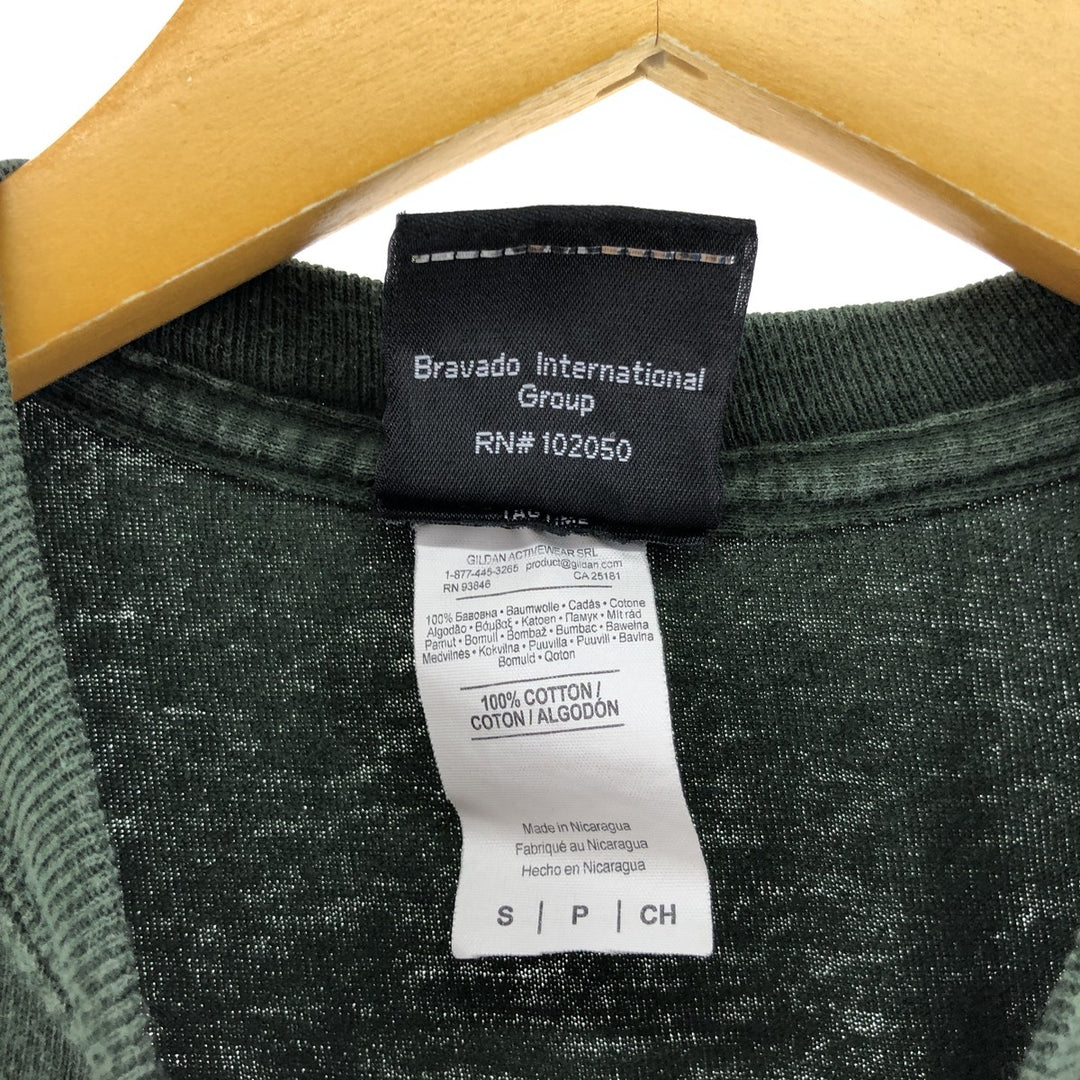 Bravado International
Group
RN# 102050
GILDAN ACTIVEWEAR SRL
1-877-445-3265 product@gildan.com
RN 93846 CA 25181
100% Бавовна • Baumwolle • Cadás • Cotone
Algodão • Βάμβαξ • Katoen • Памук • Mit rád
Pamut • Bomull • Bombaž • Bumbac • Bawełna
Medvilnės • Kokvilna • Puuvilla • Puuvill • Bavlna
Bomuld • Qoton
100% COTTON /
COTON / ALGODÓN
Made in Nicaragua
Fabriqué au Nicaragua
Hecho en Nicaragua
S | P | CH